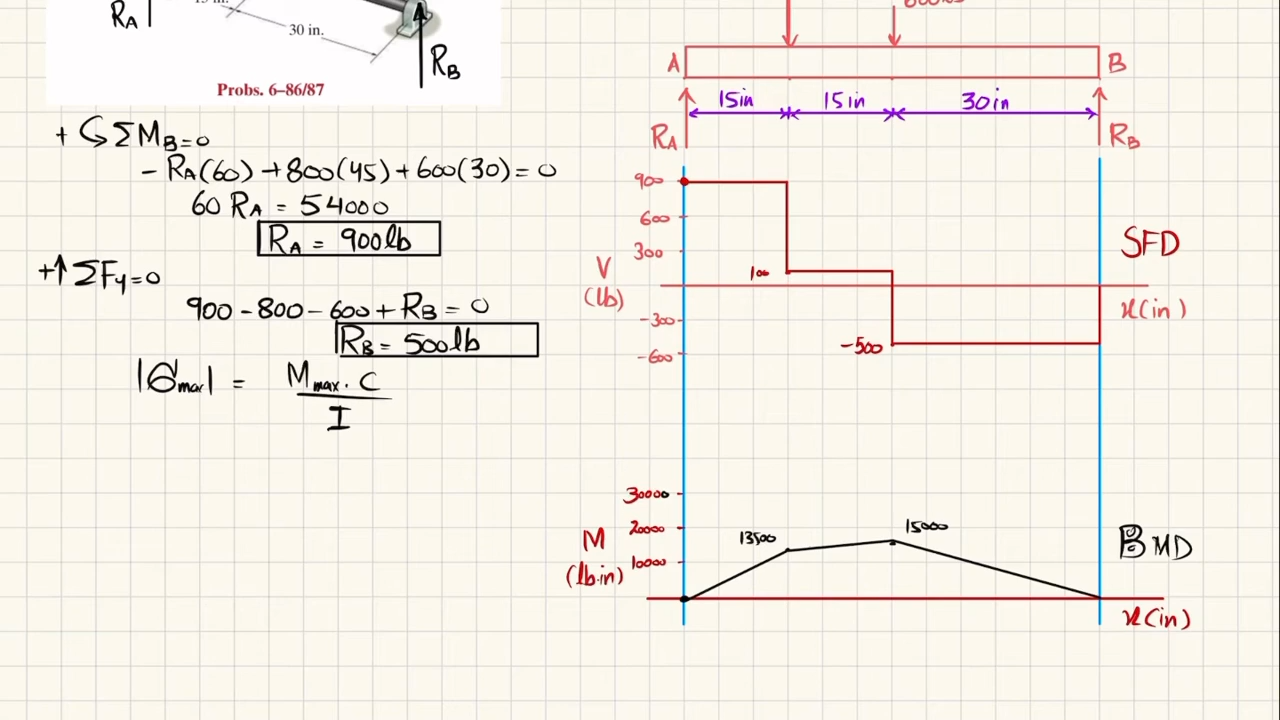 RA
30 in.
RB
Probs. 6–86/87
+ ↺ ΣM_B=0
- RA(60) +800(45) + 600(30) = 0
60 RA = 54000
RA = 900lb
+↑ ΣFy=0
900 - 800 - 600 + RB = 0
RB = 500lb
|σmax| = Mmax . C
I
A
B
15in
15in
30in
RA
RB
900
600
300
100
V
(lb)
-300
-500
-600
SFD
x(in)
30000
20000
10000
M
(lb.in)
13500
15000
BMD
x(in)